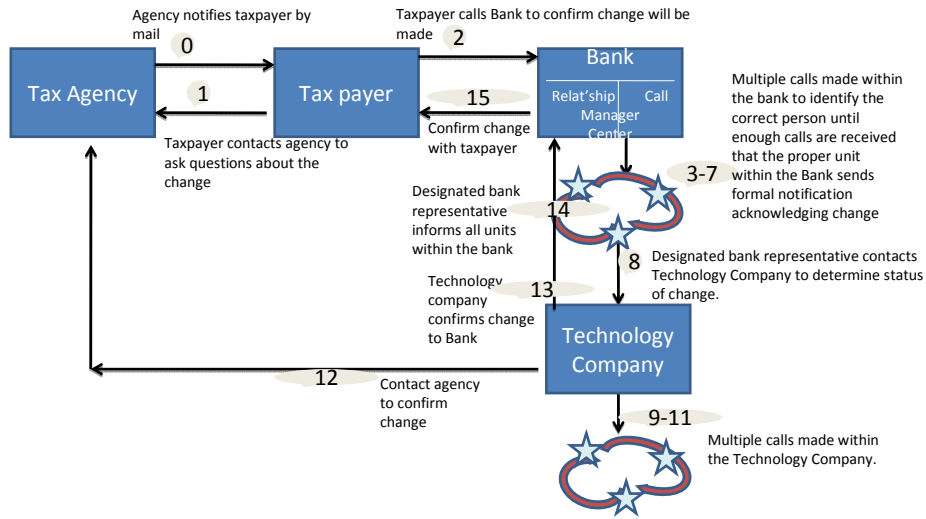 Agency notifies taxpayer by
mail
0
Taxpayer calls Bank to confirm change will be
made
2
Tax Agency
1
Tax payer
15
Bank
Relat'ship
Manager
Center
Call
Taxpayer contacts agency to
ask questions about the
change
Confirm change
with taxpayer
Multiple calls made within
the bank to identify the
correct person until
enough calls are received
that the proper unit
within the Bank sends
formal notification
acknowledging change
3-7
Designated bank
representative
informs all units
within the bank
14
8
Designated bank representative contacts
Technology Company to determine status
of change.
Technology
company
confirms change
to Bank
13
Technology
Company
12
Contact agency
to confirm
change
9-11
Multiple calls made within
the Technology Company.